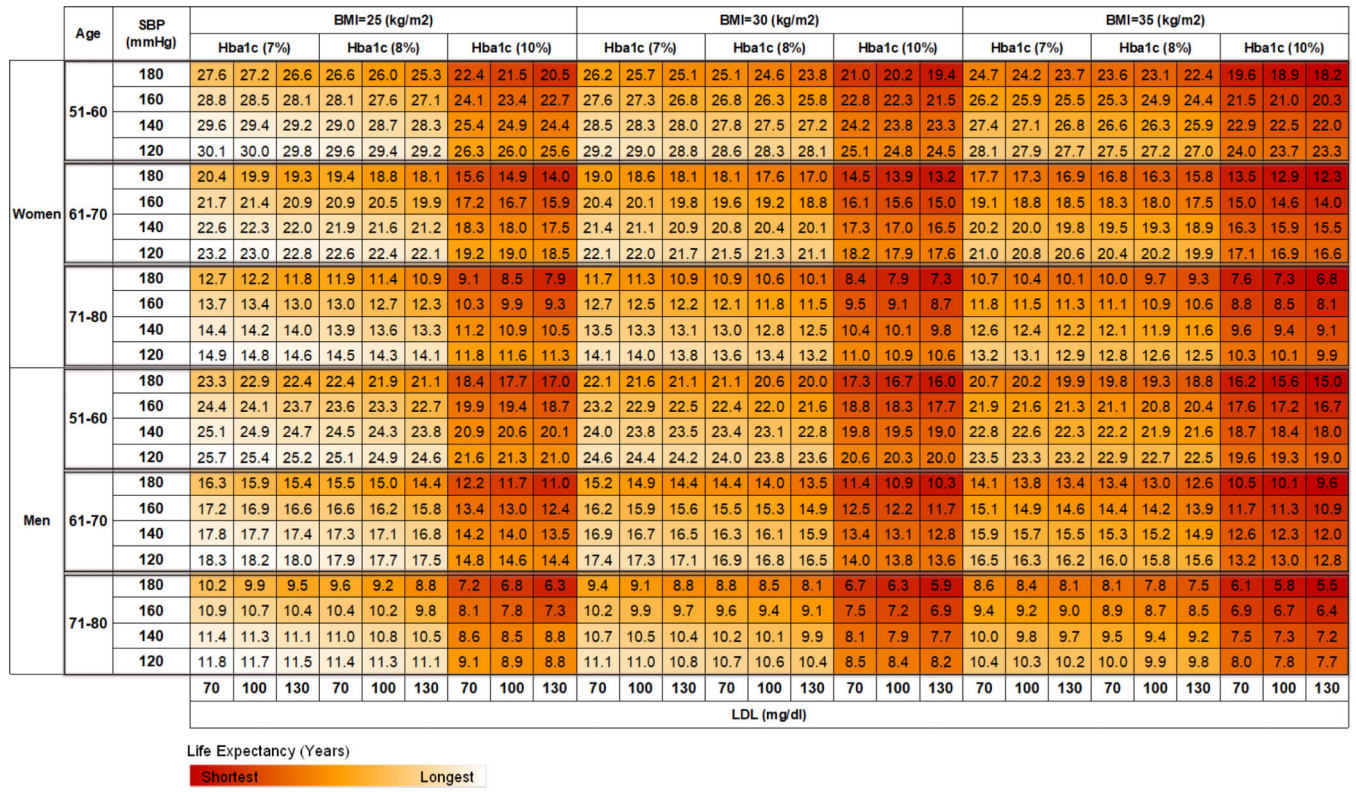 Age SBP (mmHg) BMI=25 (kg/m2) BMI=30 (kg/m2) BMI=35 (kg/m2)
Hba1c (7%) Hba1c (8%) Hba1c (10%) Hba1c (7%) Hba1c (8%) Hba1c (10%) Hba1c (7%) Hba1c (8%) Hba1c (10%)
Women
51-60
180 27.6 27.2 26.6 26.6 26.0 25.3 22.4 21.5 20.5 26.2 25.7 25.1 25.1 24.6 23.8 21.0 20.2 19.4 24.7 24.2 23.7 23.6 23.1 22.4 19.6 18.9 18.2
160 28.8 28.5 28.1 28.1 27.6 27.1 24.1 23.4 22.7 27.6 27.3 26.8 26.8 26.3 25.8 22.8 22.3 21.5 26.2 25.9 25.5 25.3 24.9 24.4 21.5 21.0 20.3
140 29.6 29.4 29.2 29.0 28.7 28.3 25.4 24.9 24.4 28.5 28.3 28.0 27.8 27.5 27.2 24.2 23.8 23.3 27.4 27.1 26.8 26.6 26.3 25.9 22.9 22.5 22.0
120 30.1 30.0 29.8 29.6 29.4 29.2 26.3 26.0 25.6 29.2 29.0 28.8 28.6 28.3 28.1 25.1 24.8 24.5 28.1 27.9 27.7 27.5 27.2 27.0 24.0 23.7 23.3
61-70
180 20.4 19.9 19.3 19.4 18.8 18.1 15.6 14.9 14.0 19.0 18.6 18.1 18.1 17.6 17.0 14.5 13.9 13.2 17.7 17.3 16.9 16.8 16.3 15.8 13.5 12.9 12.3
160 21.7 21.4 20.9 20.9 20.5 19.9 17.2 16.7 15.9 20.4 20.1 19.8 19.6 19.2 18.8 16.1 15.6 15.0 19.1 18.8 18.5 18.3 18.0 17.5 15.0 14.6 14.0
140 22.6 22.3 22.0 21.9 21.6 21.2 18.3 18.0 17.5 21.4 21.1 20.9 20.8 20.4 20.1 17.3 17.0 16.5 20.2 20.0 19.8 19.5 19.3 18.9 16.3 15.9 15.5
120 23.2 23.0 22.8 22.6 22.4 22.1 19.2 19.0 18.5 22.1 22.0 21.7 21.5 21.3 21.1 18.2 17.9 17.6 21.0 20.8 20.6 20.4 20.2 19.9 17.1 16.9 16.6
71-80
180 12.7 12.2 11.8 11.9 11.4 10.9 9.1 8.5 7.9 11.7 11.3 10.9 10.9 10.6 10.1 8.4 7.9 7.3 10.7 10.4 10.1 10.0 9.7 9.3 7.6 7.3 6.8
160 13.7 13.4 13.0 13.0 12.7 12.3 10.3 9.9 9.3 12.7 12.5 12.2 12.1 11.8 11.5 9.5 9.1 8.7 11.8 11.5 11.3 11.1 10.9 10.6 8.8 8.5 8.1
140 14.4 14.2 14.0 13.9 13.6 13.3 11.2 10.9 10.5 13.5 13.3 13.1 13.0 12.8 12.5 10.4 10.1 9.8 12.6 12.4 12.2 12.1 11.9 11.6 9.6 9.4 9.1
120 14.9 14.8 14.6 14.5 14.3 14.1 11.8 11.6 11.3 14.1 14.0 13.8 13.6 13.4 13.2 11.0 10.9 10.6 13.2 13.1 12.9 12.8 12.6 12.5 10.3 10.1 9.9
Men
51-60
180 23.3 22.9 22.4 22.4 21.9 21.1 18.4 17.7 17.0 22.1 21.6 21.1 21.1 20.6 20.0 17.3 16.7 16.0 20.7 20.2 19.9 19.8 19.3 18.8 16.2 15.6 15.0
160 24.4 24.1 23.7 23.6 23.3 22.7 19.9 19.4 18.7 23.2 22.9 22.5 22.4 22.0 21.6 18.8 18.3 17.7 21.9 21.6 21.3 21.1 20.8 20.4 17.6 17.2 16.7
140 25.1 24.9 24.7 24.5 24.3 23.8 20.9 20.6 20.1 24.0 23.8 23.5 23.4 23.1 22.8 19.8 19.5 19.0 22.8 22.6 22.3 22.2 21.9 21.6 18.7 18.4 18.0
120 25.7 25.4 25.2 25.1 24.9 24.6 21.6 21.3 21.0 24.6 24.4 24.2 24.0 23.8 23.6 20.6 20.3 20.0 23.5 23.3 23.2 22.9 22.7 22.5 19.6 19.3 19.0
61-70
180 16.3 15.9 15.4 15.5 15.0 14.4 12.2 11.7 11.0 15.2 14.9 14.4 14.4 14.0 13.5 11.4 10.9 10.3 14.1 13.8 13.4 13.4 13.0 12.6 10.5 10.1 9.6
160 17.2 16.9 16.6 16.6 16.2 15.8 13.4 13.0 12.4 16.2 15.9 15.6 15.5 15.3 14.9 12.5 12.2 11.7 15.1 14.9 14.6 14.4 14.2 13.9 11.7 11.3 10.9
140 17.8 17.7 17.4 17.3 17.1 16.8 14.2 14.0 13.5 16.9 16.7 16.5 16.3 16.1 15.9 13.4 13.1 12.8 15.9 15.7 15.5 15.3 15.2 14.9 12.6 12.3 12.0
120 18.3 18.2 18.0 17.9 17.7 17.5 14.8 14.6 14.4 17.4 17.3 17.1 16.9 16.8 16.5 14.0 13.8 13.6 16.5 16.3 16.2 16.0 15.8 15.6 13.2 13.0 12.8
71-80
180 10.2 9.9 9.5 9.6 9.2 8.8 7.2 6.8 6.3 9.4 9.1 8.8 8.8 8.5 8.1 6.7 6.3 5.9 8.6 8.4 8.1 8.1 7.8 7.5 6.1 5.8 5.5
160 10.9 10.7 10.4 10.4 10.2 9.8 8.1 7.8 7.3 10.2 9.9 9.7 9.6 9.4 9.1 7.5 7.2 6.9 9.4 9.2 9.0 8.9 8.7 8.5 6.9 6.7 6.4
140 11.4 11.3 11.1 11.0 10.8 10.5 8.6 8.5 8.8 10.7 10.5 10.4 10.2 10.1 9.9 8.1 7.9 7.7 10.0 9.8 9.7 9.5 9.4 9.2 7.5 7.3 7.2
120 11.8 11.7 11.5 11.4 11.3 11.1 9.1 8.9 8.8 11.1 11.0 10.8 10.7 10.6 10.4 8.5 8.4 8.2 10.4 10.3 10.2 10.0 9.9 9.8 8.0 7.8 7.7
70 100 130 70 100 130 70 100 130 70 100 130 70 100 130 70 100 130 70 100 130 70 100 130 70 100 130
LDL (mg/dl)
Life Expectancy (Years)
Shortest Longest